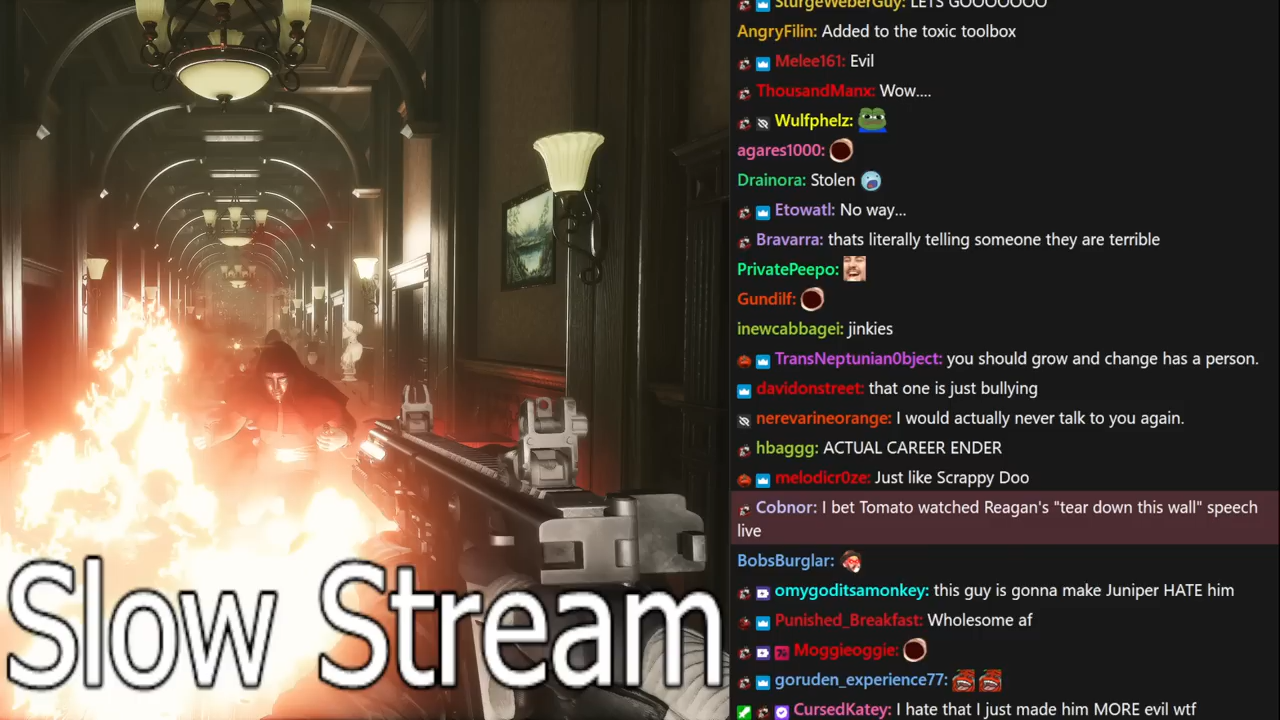 SturgeWeberGuy: LETS GOOOOOOO
AngryFilin: Added to the toxic toolbox
Melee161: Evil
ThousandManx: Wow....
Wulfphelz:
agares1000:
Drainora: Stolen
Etowatl: No way...
Bravarra: thats literally telling someone they are terrible
PrivatePeepo:
Gundilf:
inewcabbagei: jinkies
TransNeptunian0bject: you should grow and change has a person.
davidonstreet: that one is just bullying
nerevarineorange: I would actually never talk to you again.
hbaggg: ACTUAL CAREER ENDER
melodicr0ze: Just like Scrappy Doo
Cobnor: I bet Tomato watched Reagan's "tear down this wall" speech
live
BobsBurglar:
omygoditsamonkey: this guy is gonna make Juniper HATE him
Punished_Breakfast: Wholesome af
Moggieoggie:
goruden_experience77:
CursedKatey: I hate that I just made him MORE evil wtf
Slow Stream